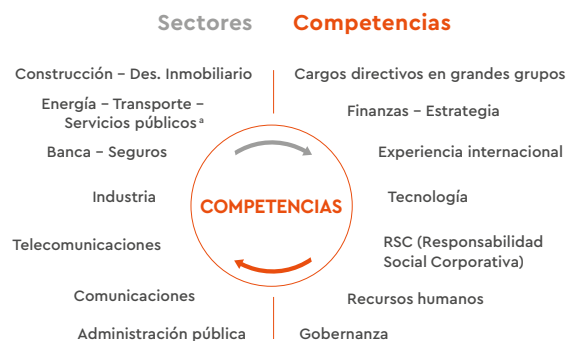 Sectores
Construcción – Des. Inmobiliario
Energía – Transporte –
Servicios públicosª
Banca – Seguros
Industria
Telecomunicaciones
Comunicaciones
Administración pública
COMPETENCIAS
Competencias
Cargos directivos en grandes grupos
Finanzas – Estrategia
Experiencia internacional
Tecnología
RSC (Responsabilidad
Social Corporativa)
Recursos humanos
Gobernanza